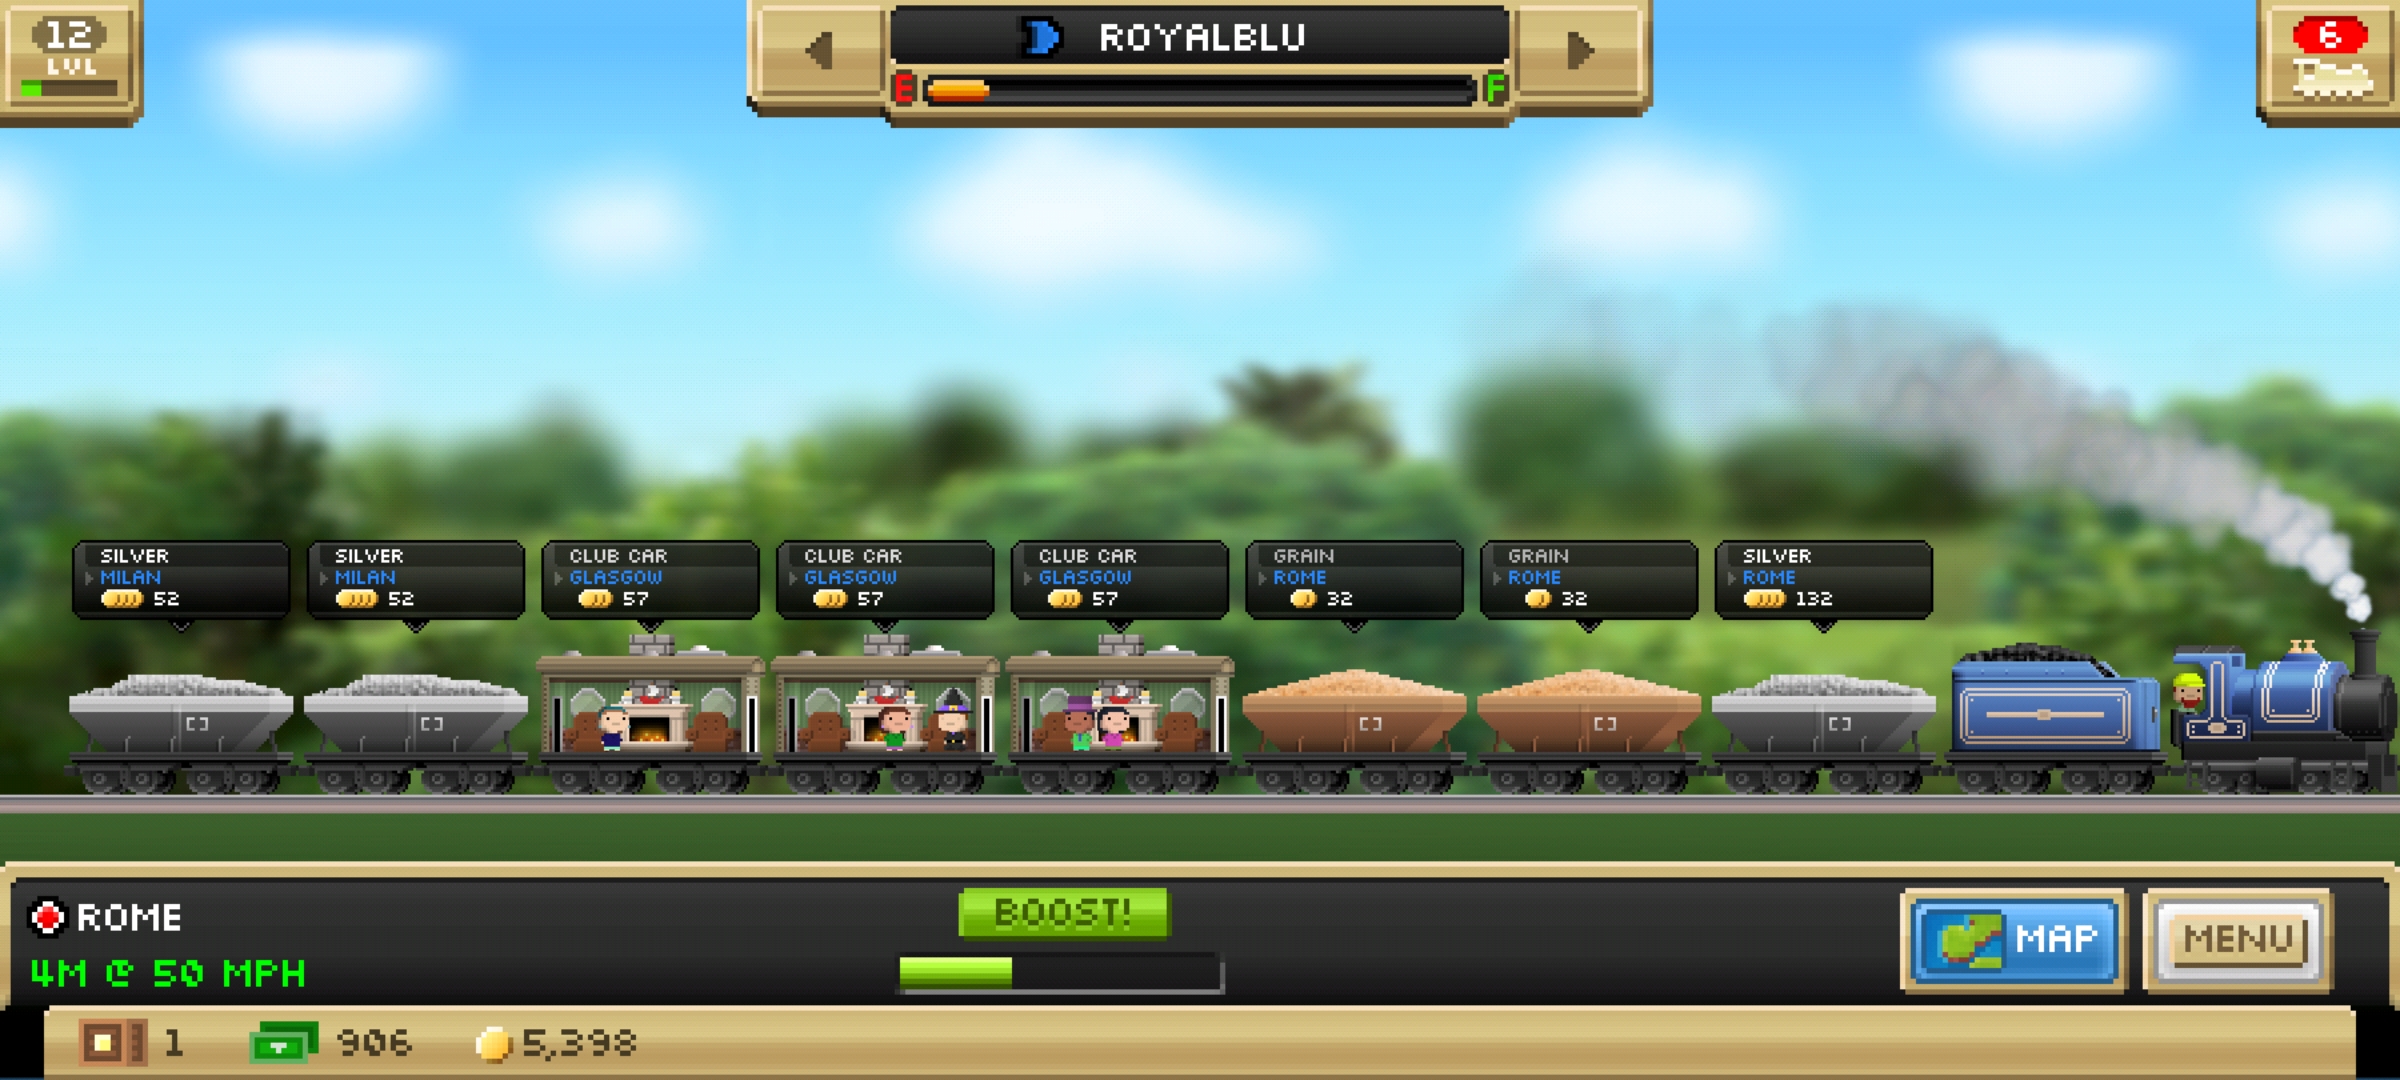 12
LVL
ROYALBLU
E
F
6
SILVER
MILAN
52
SILVER
MILAN
52
CLUB CAR
GLASGOW
57
CLUB CAR
GLASGOW
57
CLUB CAR
GLASGOW
57
GRAIN
ROME
32
GRAIN
ROME
32
SILVER
ROME
132
ROME
4M @ 50 MPH
BOOST!
MAP
MENU
1
906
5,398